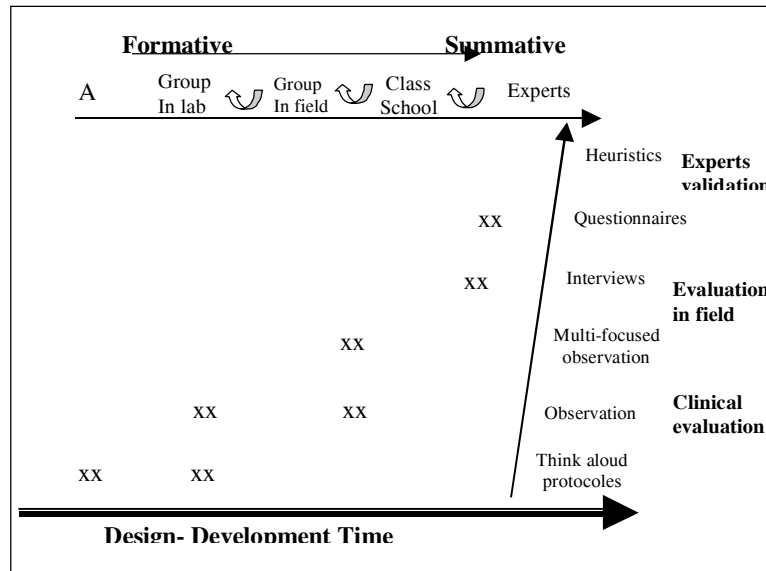 Formative Summative
A Group In lab Group In field Class School Experts
Heuristics Experts validation
xx Questionnaires
xx Interviews Evaluation in field
xx Multi-focused observation
xx xx Observation Clinical evaluation
xx xx Think aloud protocoles
Design- Development Time